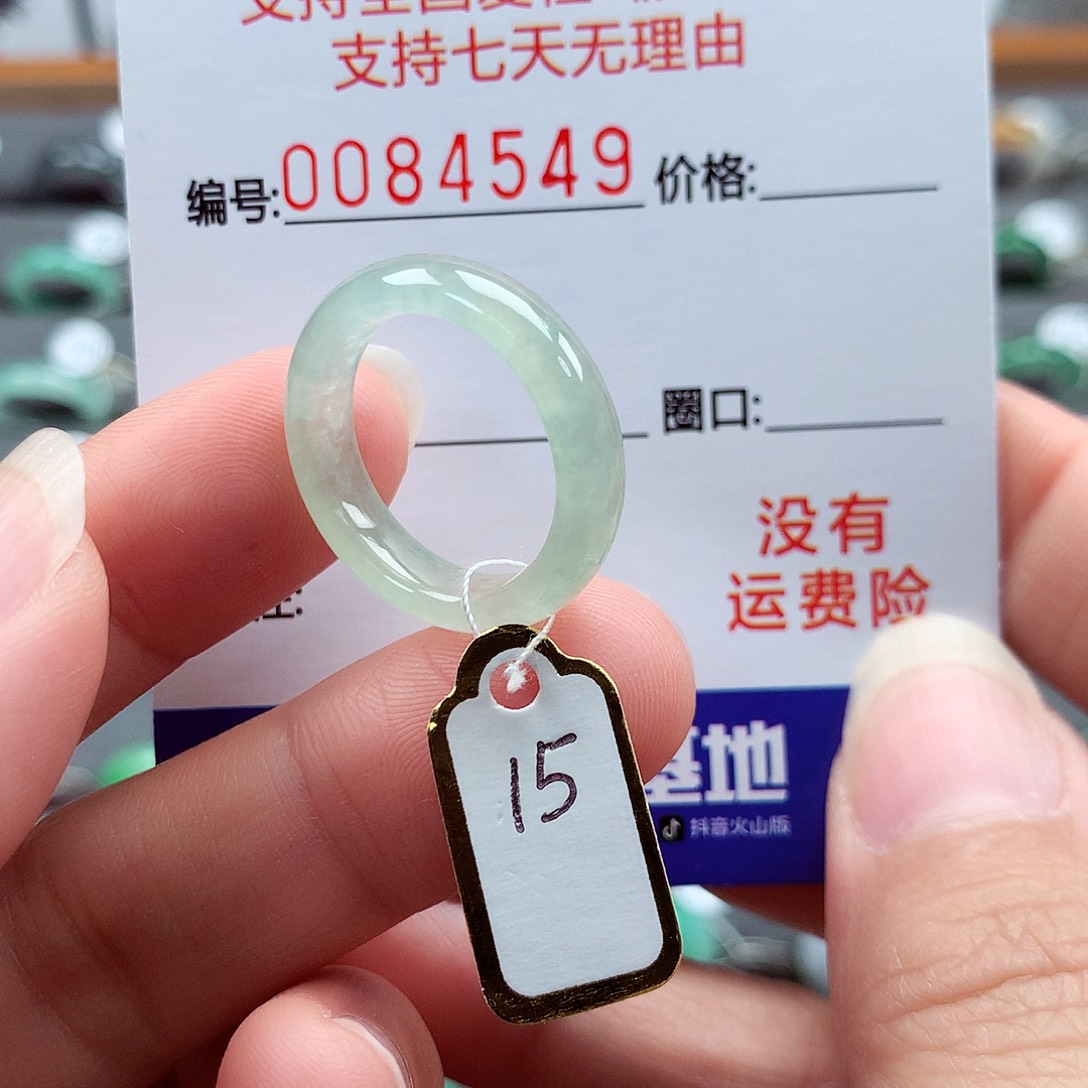 支持七天无理由
编号:0084549 价格:
圈口:
没有
运费险
15
基地
抖音火山版